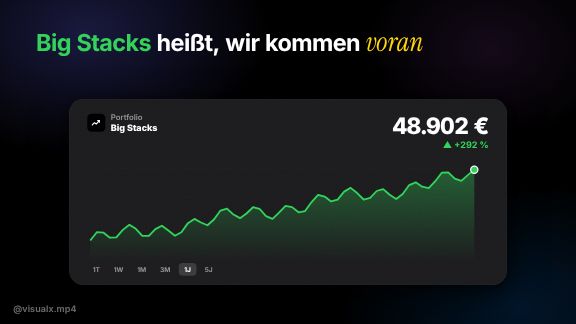 Big Stacks heißt, wir kommen voran
Portfolio
Big Stacks
48.902 €
▲ +292 %
1T 1W 1M 3M 1J 5J
@visualx.mp4